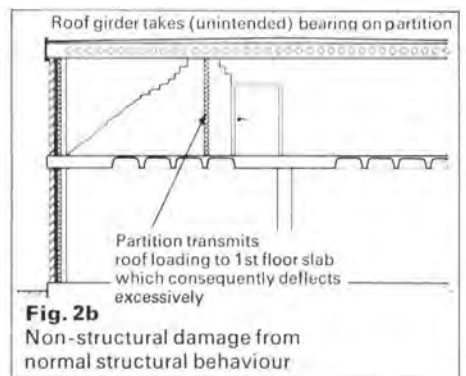 Roof girder takes (unintended) bearing on partition
Partition transmits
roof loading to 1st floor slab
which consequently deflects
excessively
Fig. 2b
Non-structural damage from
normal structural behaviour